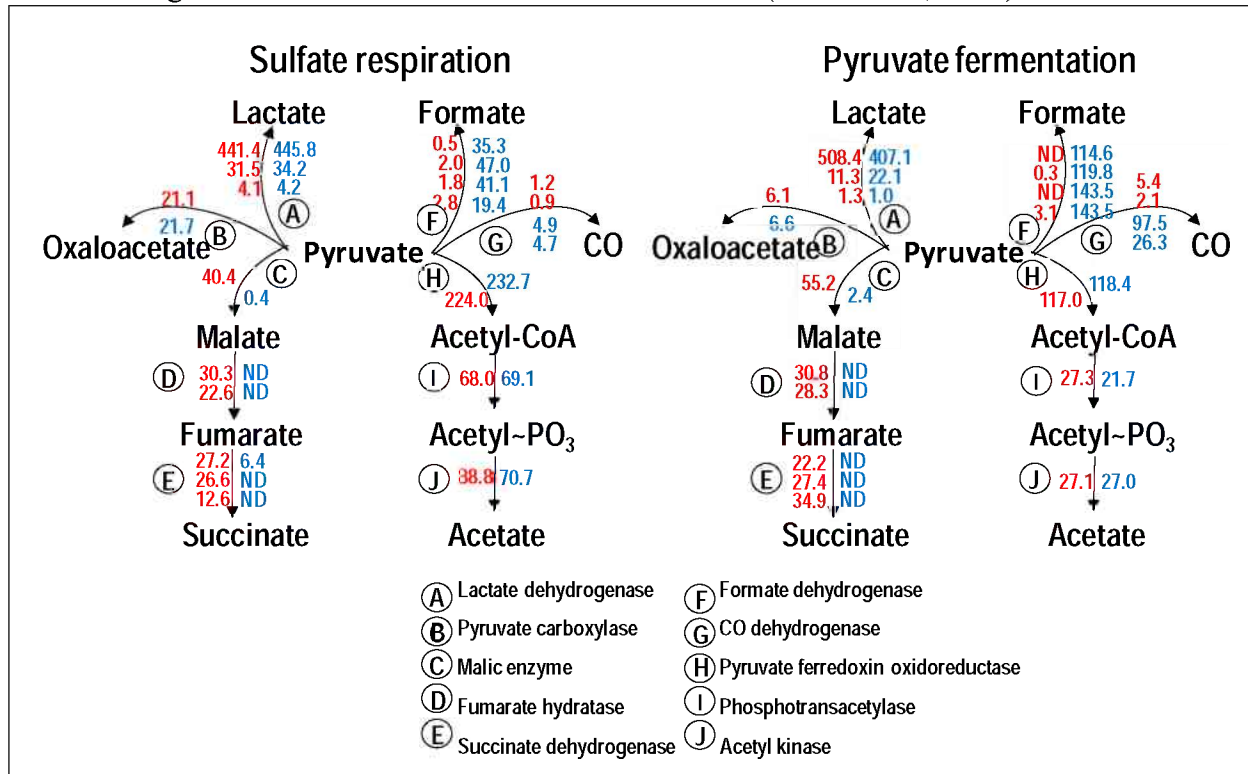 Sulfate respiration
Lactate
441.4 445.8
31.5 34.2
4.1 4.2
A
21.1
21.7
B
Oxaloacetate
Pyruvate
C
40.4
0.4
Malate
D
30.3 ND
22.6 ND
Fumarate
E
27.2 6.4
26.6 ND
12.6 ND
Succinate
Formate
0.5 35.3
2.0 47.0
1.8 41.1
2.8 19.4
F
1.2
0.9
4.9
4.7
G
CO
H
224.0 232.7
Acetyl-CoA
I
68.0 69.1
Acetyl~PO3
J
70.7
Acetate
Pyruvate fermentation
Lactate
508.4 407.1
11.3 22.1
1.3 1.0
A
6.1
6.6
B
Oxaloacetate
Pyruvate
C
55.2
2.4
Malate
D
30.8 ND
28.3 ND
Fumarate
E
22.2 ND
27.4 ND
34.9 ND
Succinate
Formate
ND 114.6
0.3 119.8
ND 143.5
3.1 143.5
F
5.4
2.1
97.5
26.3
G
CO
H
117.0 118.4
Acetyl-CoA
I
27.3 21.7
Acetyl~PO3
J
27.1 27.0
Acetate
A Lactate dehydrogenase
B Pyruvate carboxylase
C Malic enzyme
D Fumarate hydratase
E Succinate dehydrogenase
F Formate dehydrogenase
G CO dehydrogenase
H Pyruvate ferredoxin oxidoreductase
I Phosphotransacetylase
J Acetyl kinase